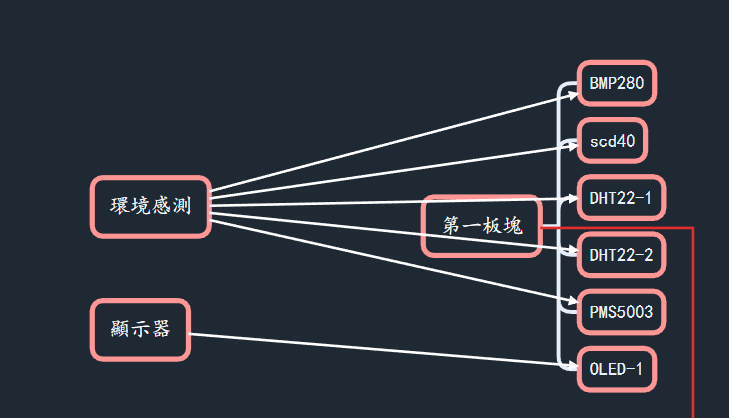 BMP280
scd40
環境感測
DHT22-1
第一板塊
DHT22-2
PMS5003
顯示器
OLED-1